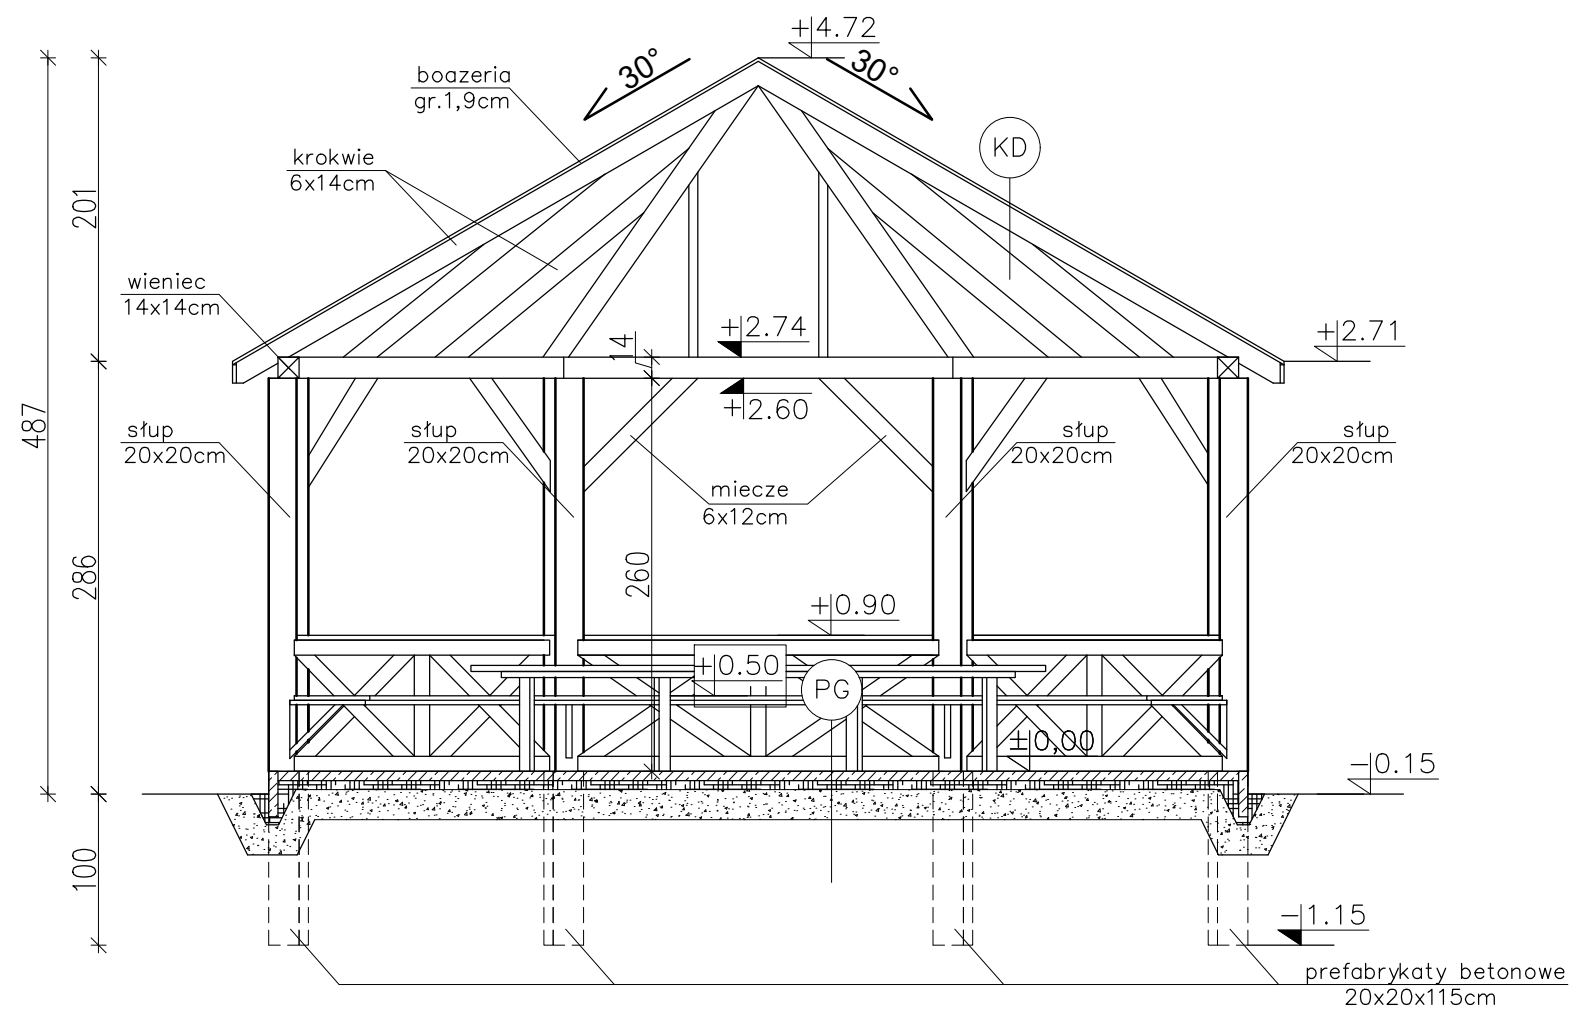 +4.72
30°
30°
boazeria
gr.1,9cm
KD
krokwie
6x14cm
201
wieniec
14x14cm
14
+2.74
+2.71
+2.60
487
słup
20x20cm
słup
20x20cm
słup
20x20cm
słup
20x20cm
miecze
6x12cm
286
260
+0.90
+0.50
PG
±0,00
-0.15
100
-1.15
prefabrykaty betonowe
20x20x115cm